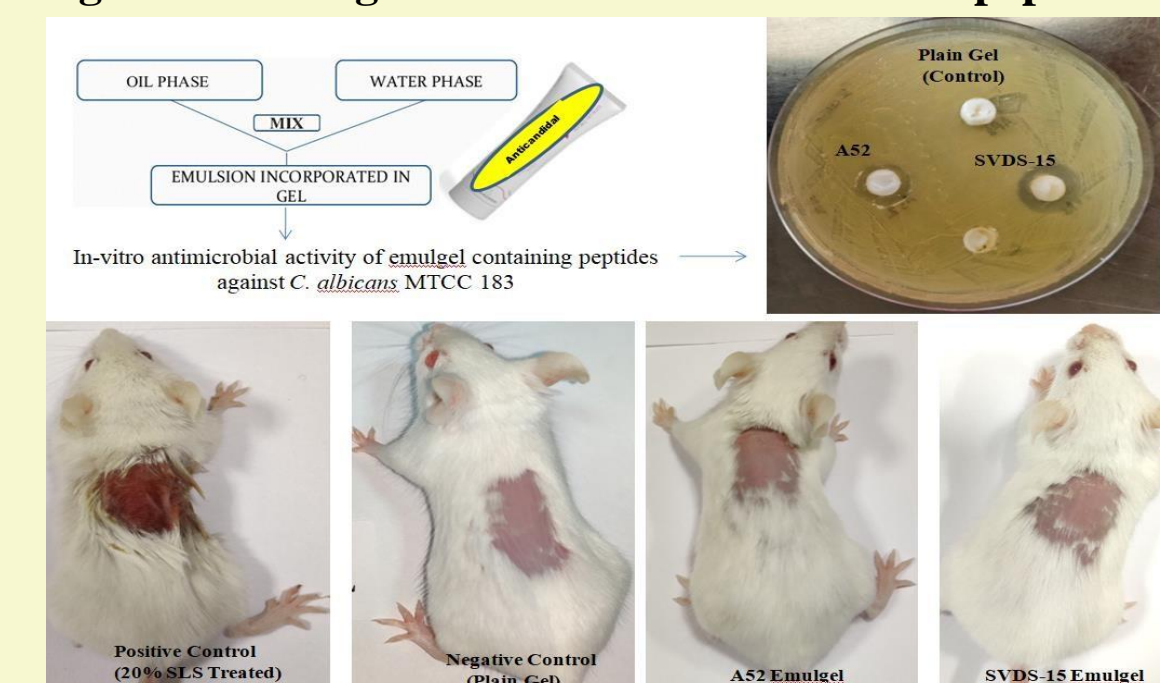 OIL PHASE
WATER PHASE
MIX
EMULSION INCORPORATED IN
GEL
Anticandidal
In-vitro antimicrobial activity of emulgel containing peptides
against C. albicans MTCC 183
Plain Gel
(Control)
A52
SVDS-15
Positive Control
(20% SLS Treated)
Negative Control
(Plain Gel)
A52 Emulgel
SVDS-15 Emulgel